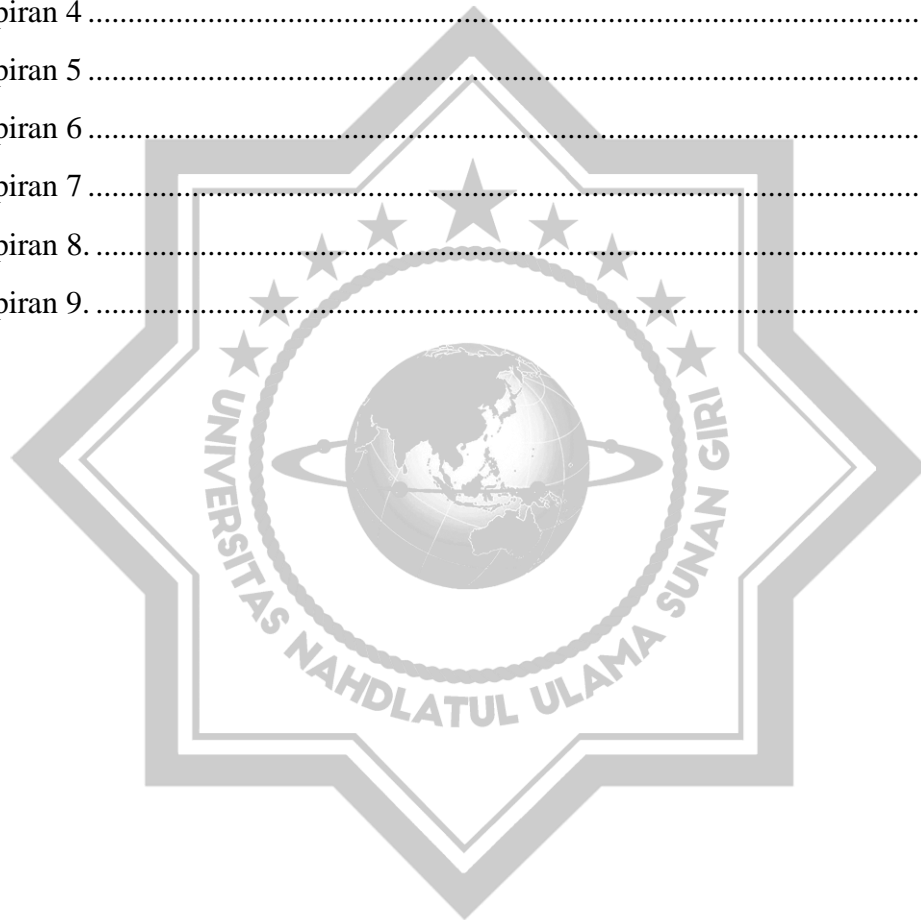 piran 4 ........................................................................................................
piran 5 ........................................................................................................
piran 6 ........................................................................................................
piran 7 ........................................................................................................
piran 8. .......................................................................................................
piran 9. ......................................................................................................
UNIVERSITAS NAHDLATUL ULAMA SUNAN GIRI